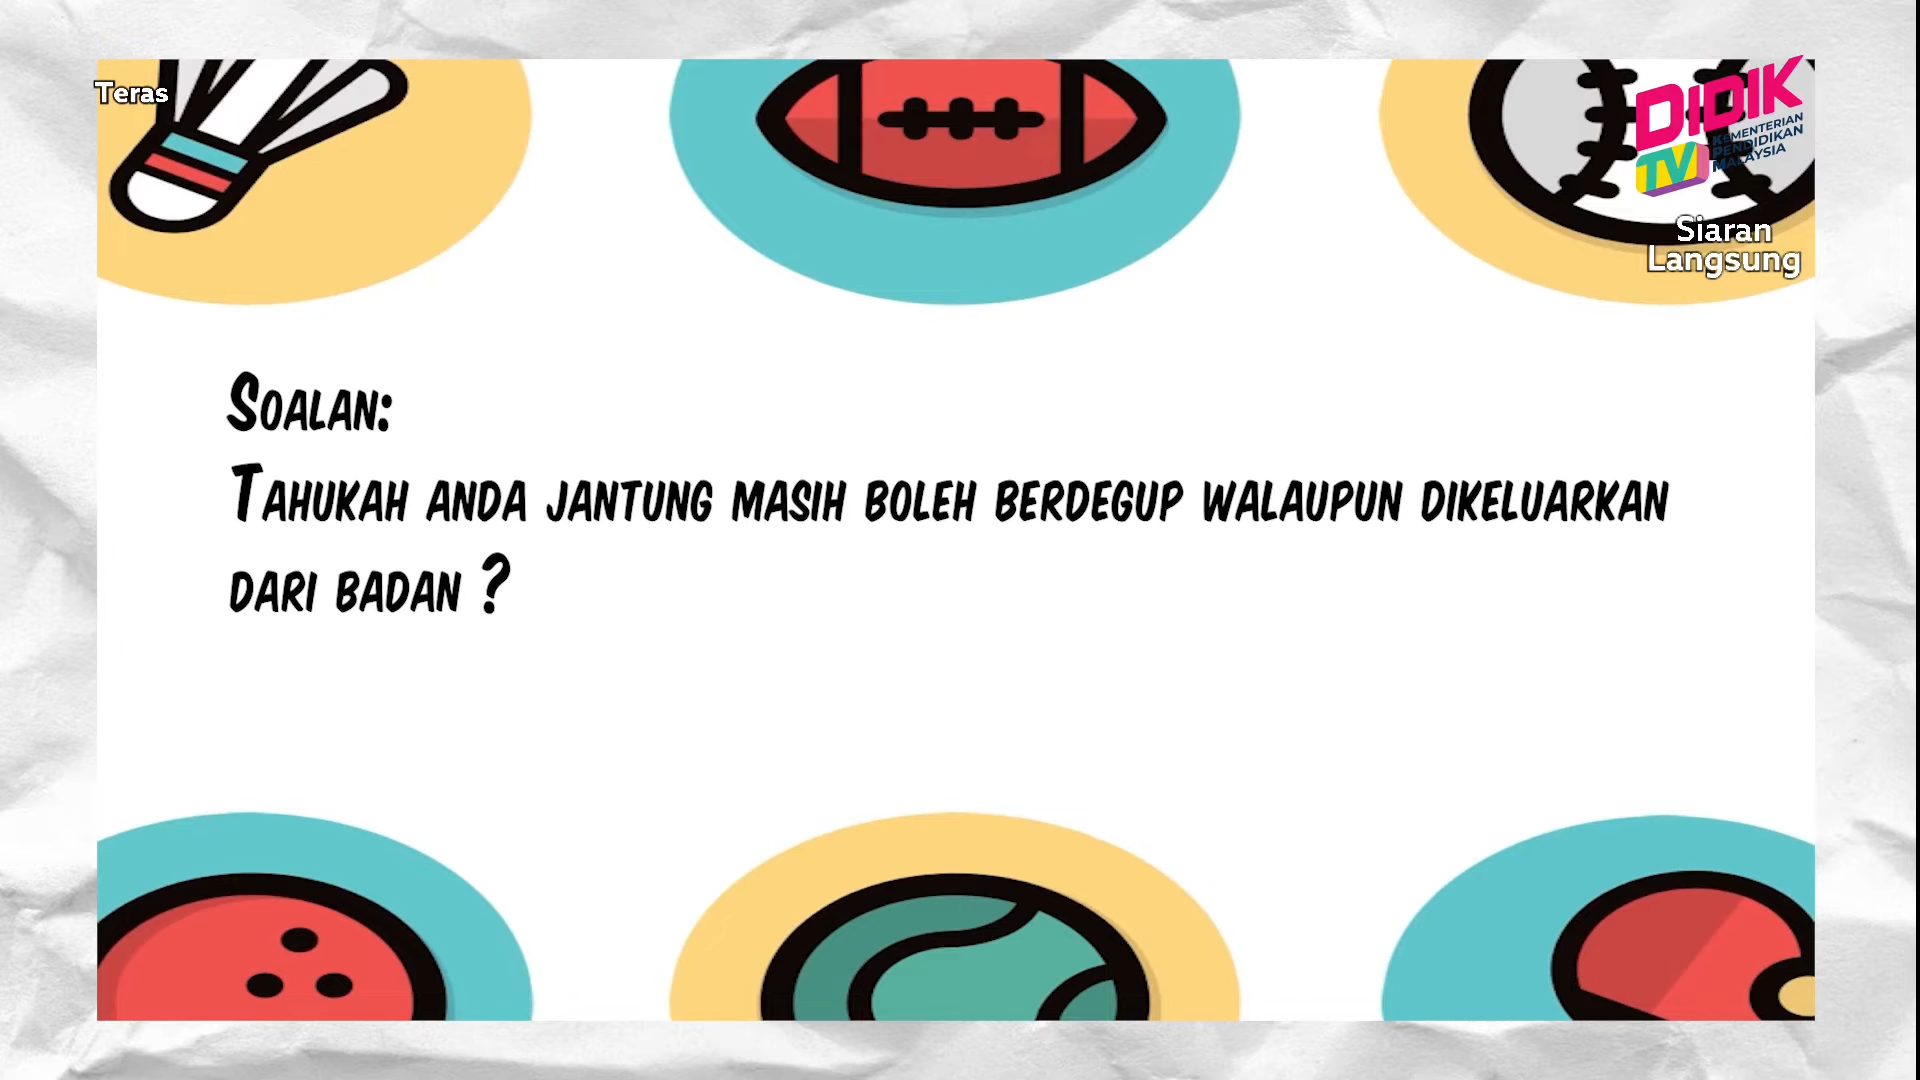 Teras
DIDIK
TV
KEMENTERIAN
PENDIDIKAN
MALAYSIA
Siaran
Langsung
Soalan:
Tahukah anda jantung masih boleh berdegup walaupun dikeluarkan
dari badan ?